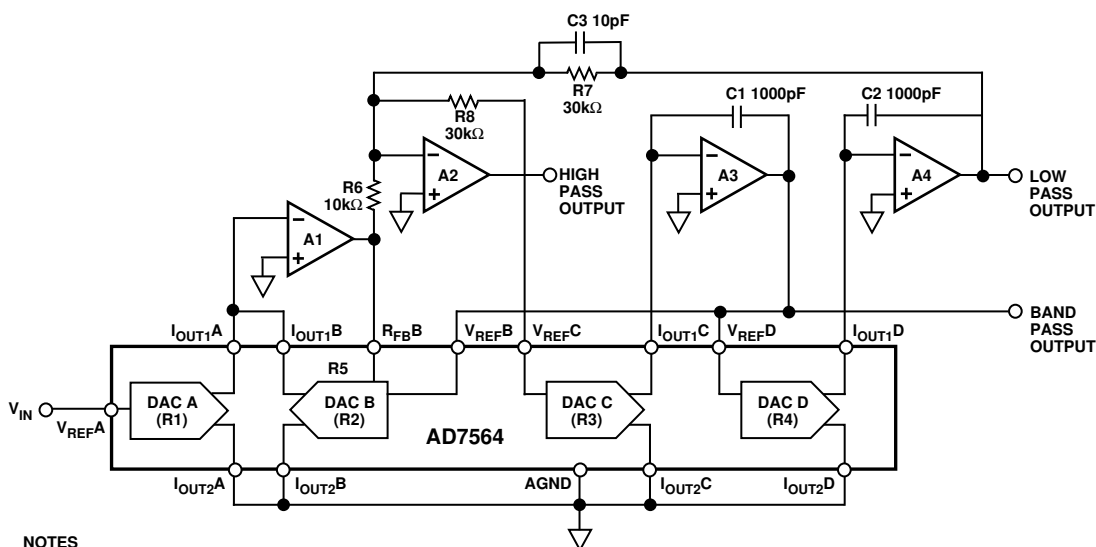 C3 10pF
R7
30kΩ
C1 1000pF
C2 1000pF
R8
30kΩ
A2
A3
A4
HIGH
PASS
OUTPUT
LOW
PASS
OUTPUT
R6
10kΩ
A1
BAND
PASS
OUTPUT
IOUT1A
IOUT1B
RFBB
VREFB
VREFC
IOUT1C
VREFD
IOUT1D
R5
VIN
VREFA
DAC A
(R1)
DAC B
(R2)
DAC C
(R3)
DAC D
(R4)
AD7564
IOUT2A
IOUT2B
AGND
IOUT2C
IOUT2D
NOTES